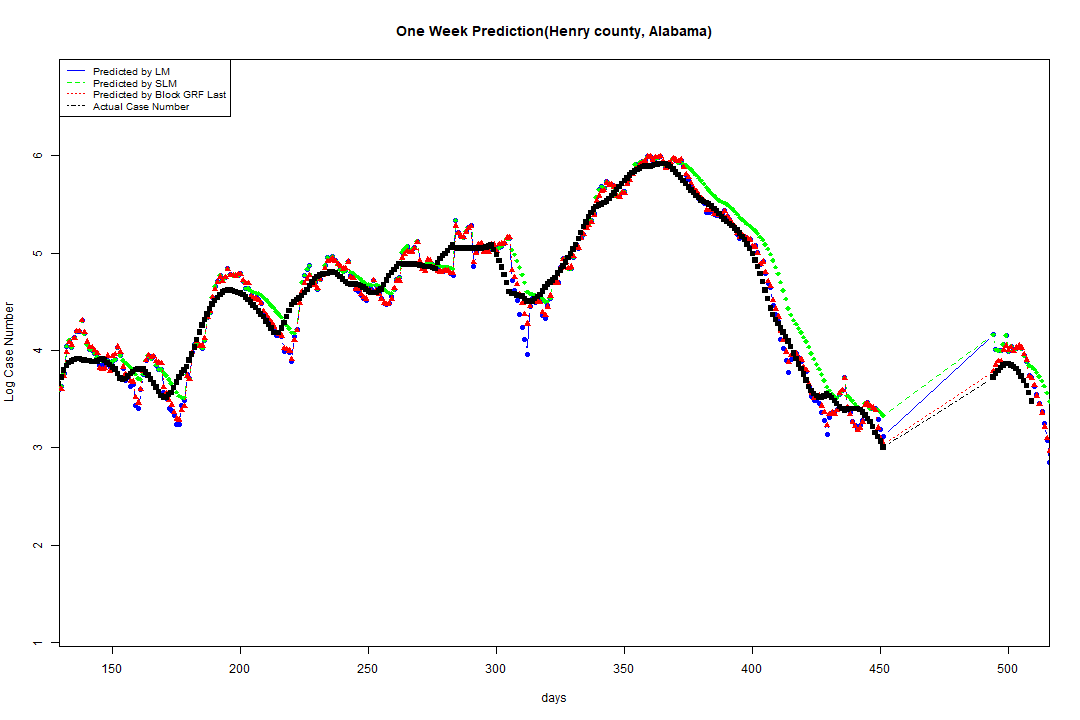 One Week Prediction(Henry county, Alabama)
Predicted by LM
Predicted by SLM
Predicted by Block GRF Last
Actual Case Number
6
5
4
3
2
1
Log Case Number
150 200 250 300 350 400 450 500
days